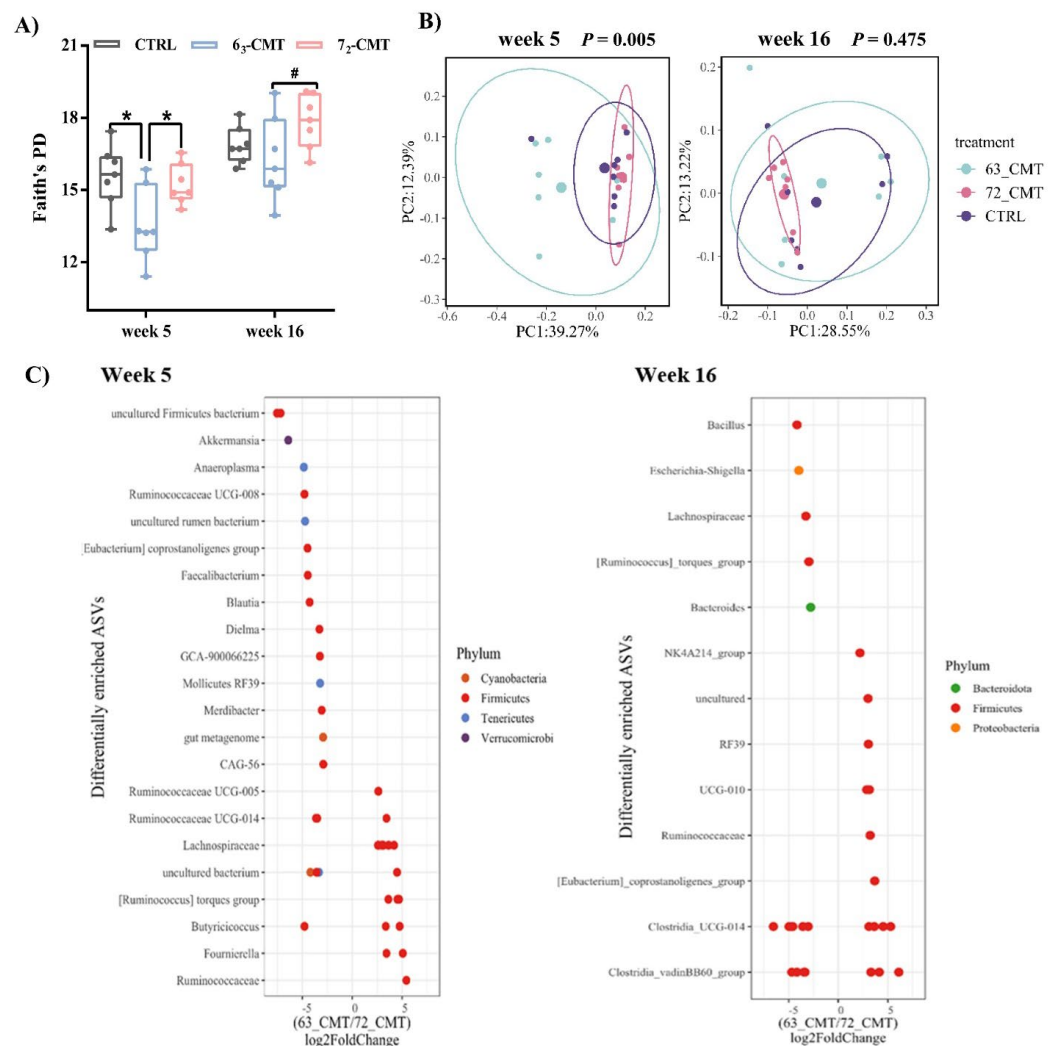 A)
21
18
15
12
Faith's PD
CTRL 6₃-CMT 7₂-CMT
* * #
week 5 week 16
B)
week 5 P = 0.005 week 16 P = 0.475
0.2
0.1
0.0
-0.1
-0.2
-0.3
PC2:12.39%
-0.6 -0.4 -0.2 0.0 0.2
PC1:39.27%
0.2
0.1
0.0
-0.1
PC2:13.22%
-0.2 -0.1 0.0 0.1 0.2 0.3
PC1:28.55%
treatment
63_CMT
72_CMT
CTRL
C)
Week 5
Differentially enriched ASVs
uncultured Firmicutes bacterium
Akkermansia
Anaeroplasma
Ruminococcaceae UCG-008
uncultured rumen bacterium
[Eubacterium] coprostanoligenes group
Faecalibacterium
Blautia
Dielma
GCA-900066225
Mollicutes RF39
Merdibacter
gut metagenome
CAG-56
Ruminococcaceae UCG-005
Ruminococcaceae UCG-014
Lachnospiraceae
uncultured bacterium
[Ruminococcus] torques group
Butyricicoccus
Fournierella
Ruminococcaceae
-5 0 5
(63_CMT/72_CMT)
log2FoldChange
Phylum
Cyanobacteria
Firmicutes
Tenericutes
Verrucomicrobi
Week 16
Differentially enriched ASVs
Bacillus
Escherichia-Shigella
Lachnospiraceae
[Ruminococcus]_torques_group
Bacteroides
NK4A214_group
uncultured
RF39
UCG-010
Ruminococcaceae
[Eubacterium]_coprostanoligenes_group
Clostridia_UCG-014
Clostridia_vadinBB60_group
-5 0 5
(63_CMT/72_CMT)
log2FoldChange
Phylum
Bacteroidota
Firmicutes
Proteobacteria